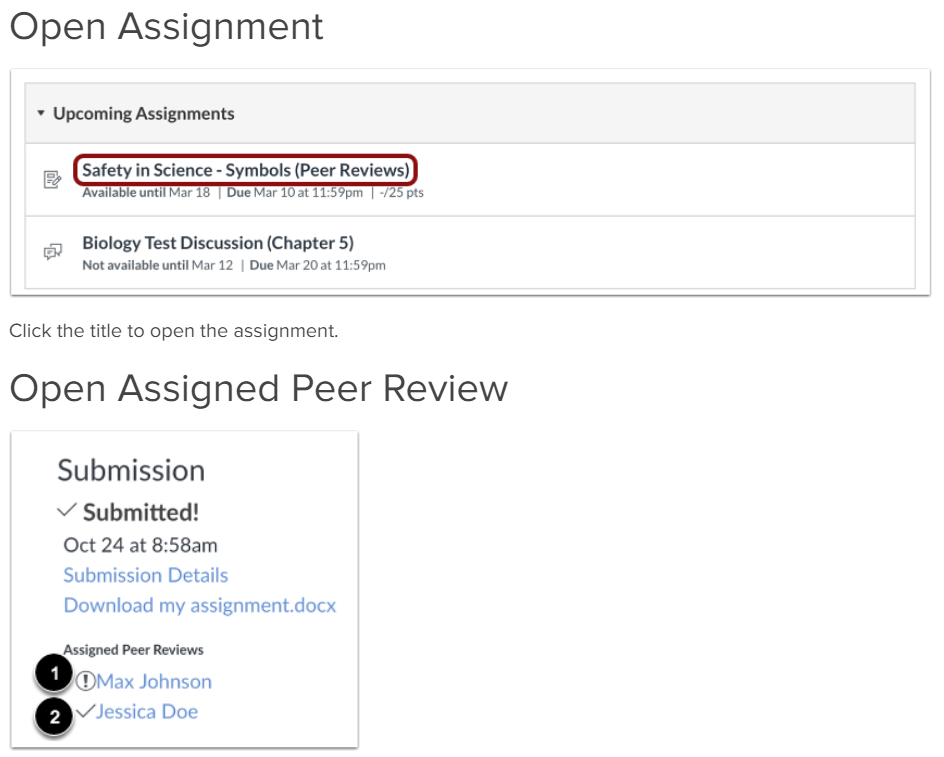 Open Assignment
Upcoming Assignments
Safety in Science - Symbols (Peer Reviews)
Available until Mar 18 | Due Mar 10 at 11:59pm | -/25 pts
Biology Test Discussion (Chapter 5)
Not available until Mar 12 | Due Mar 20 at 11:59pm
Click the title to open the assignment.
Open Assigned Peer Review
Submission
Submitted!
Oct 24 at 8:58am
Submission Details
Download my assignment.docx
Assigned Peer Reviews
1 Max Johnson
2 Jessica Doe